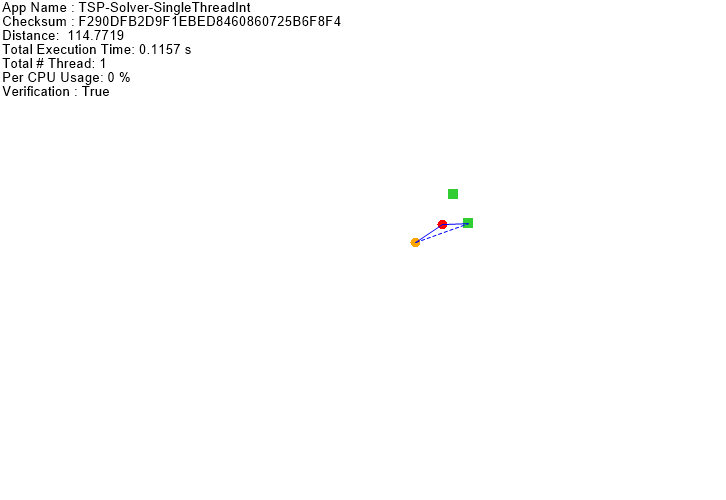 App Name : TSP-Solver-SingleThreadInt
Checksum : F290DFB2D9F1EBED8460860725B6F8F4
Distance:  114.7719
Total Execution Time: 0.1157 s
Total # Thread: 1
Per CPU Usage: 0 %
Verification : True